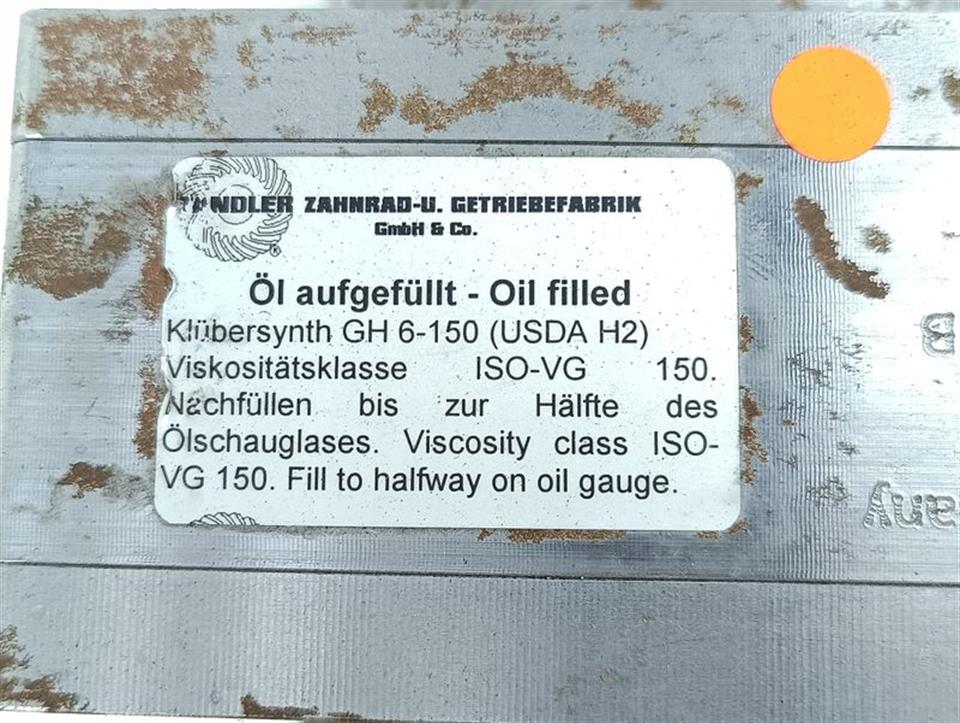 TANDLER ZAHNRAD-U. GETRIEBEFABRIK
GmbH & Co.
®
Öl aufgefüllt - Oil filled
Klübersynth GH 6-150 (USDA H2)
Viskositätsklasse ISO-VG 150.
Nachfüllen bis zur Hälfte des
Ölschauglases. Viscosity class ISO-
VG 150. Fill to halfway on oil gauge.
B